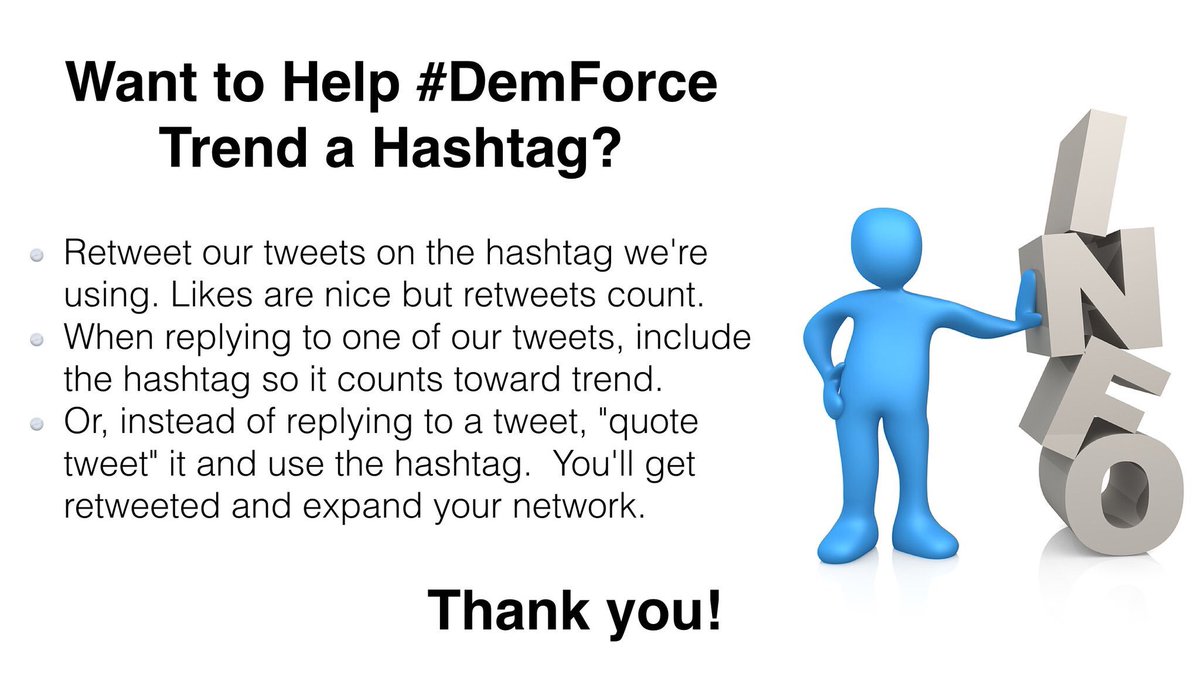 Want to Help #DemForce
Trend a Hashtag?
Retweet our tweets on the hashtag we're
using. Likes are nice but retweets count.
When replying to one of our tweets, include
the hashtag so it counts toward trend.
Or, instead of replying to a tweet, "quote
tweet" it and use the hashtag.  You'll get
retweeted and expand your network.
Thank you!
INFO